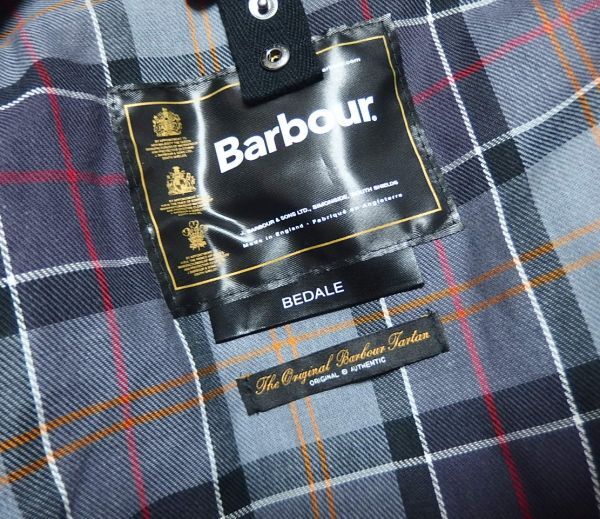 Barbour.
BARBOUR & SONS LTD., SIMONSIDE, SOUTH SHIELDS
Made in England • Fabriqué en Angleterre
BEDALE
The Original Barbour Tartan
ORIGINAL & AUTHENTIC